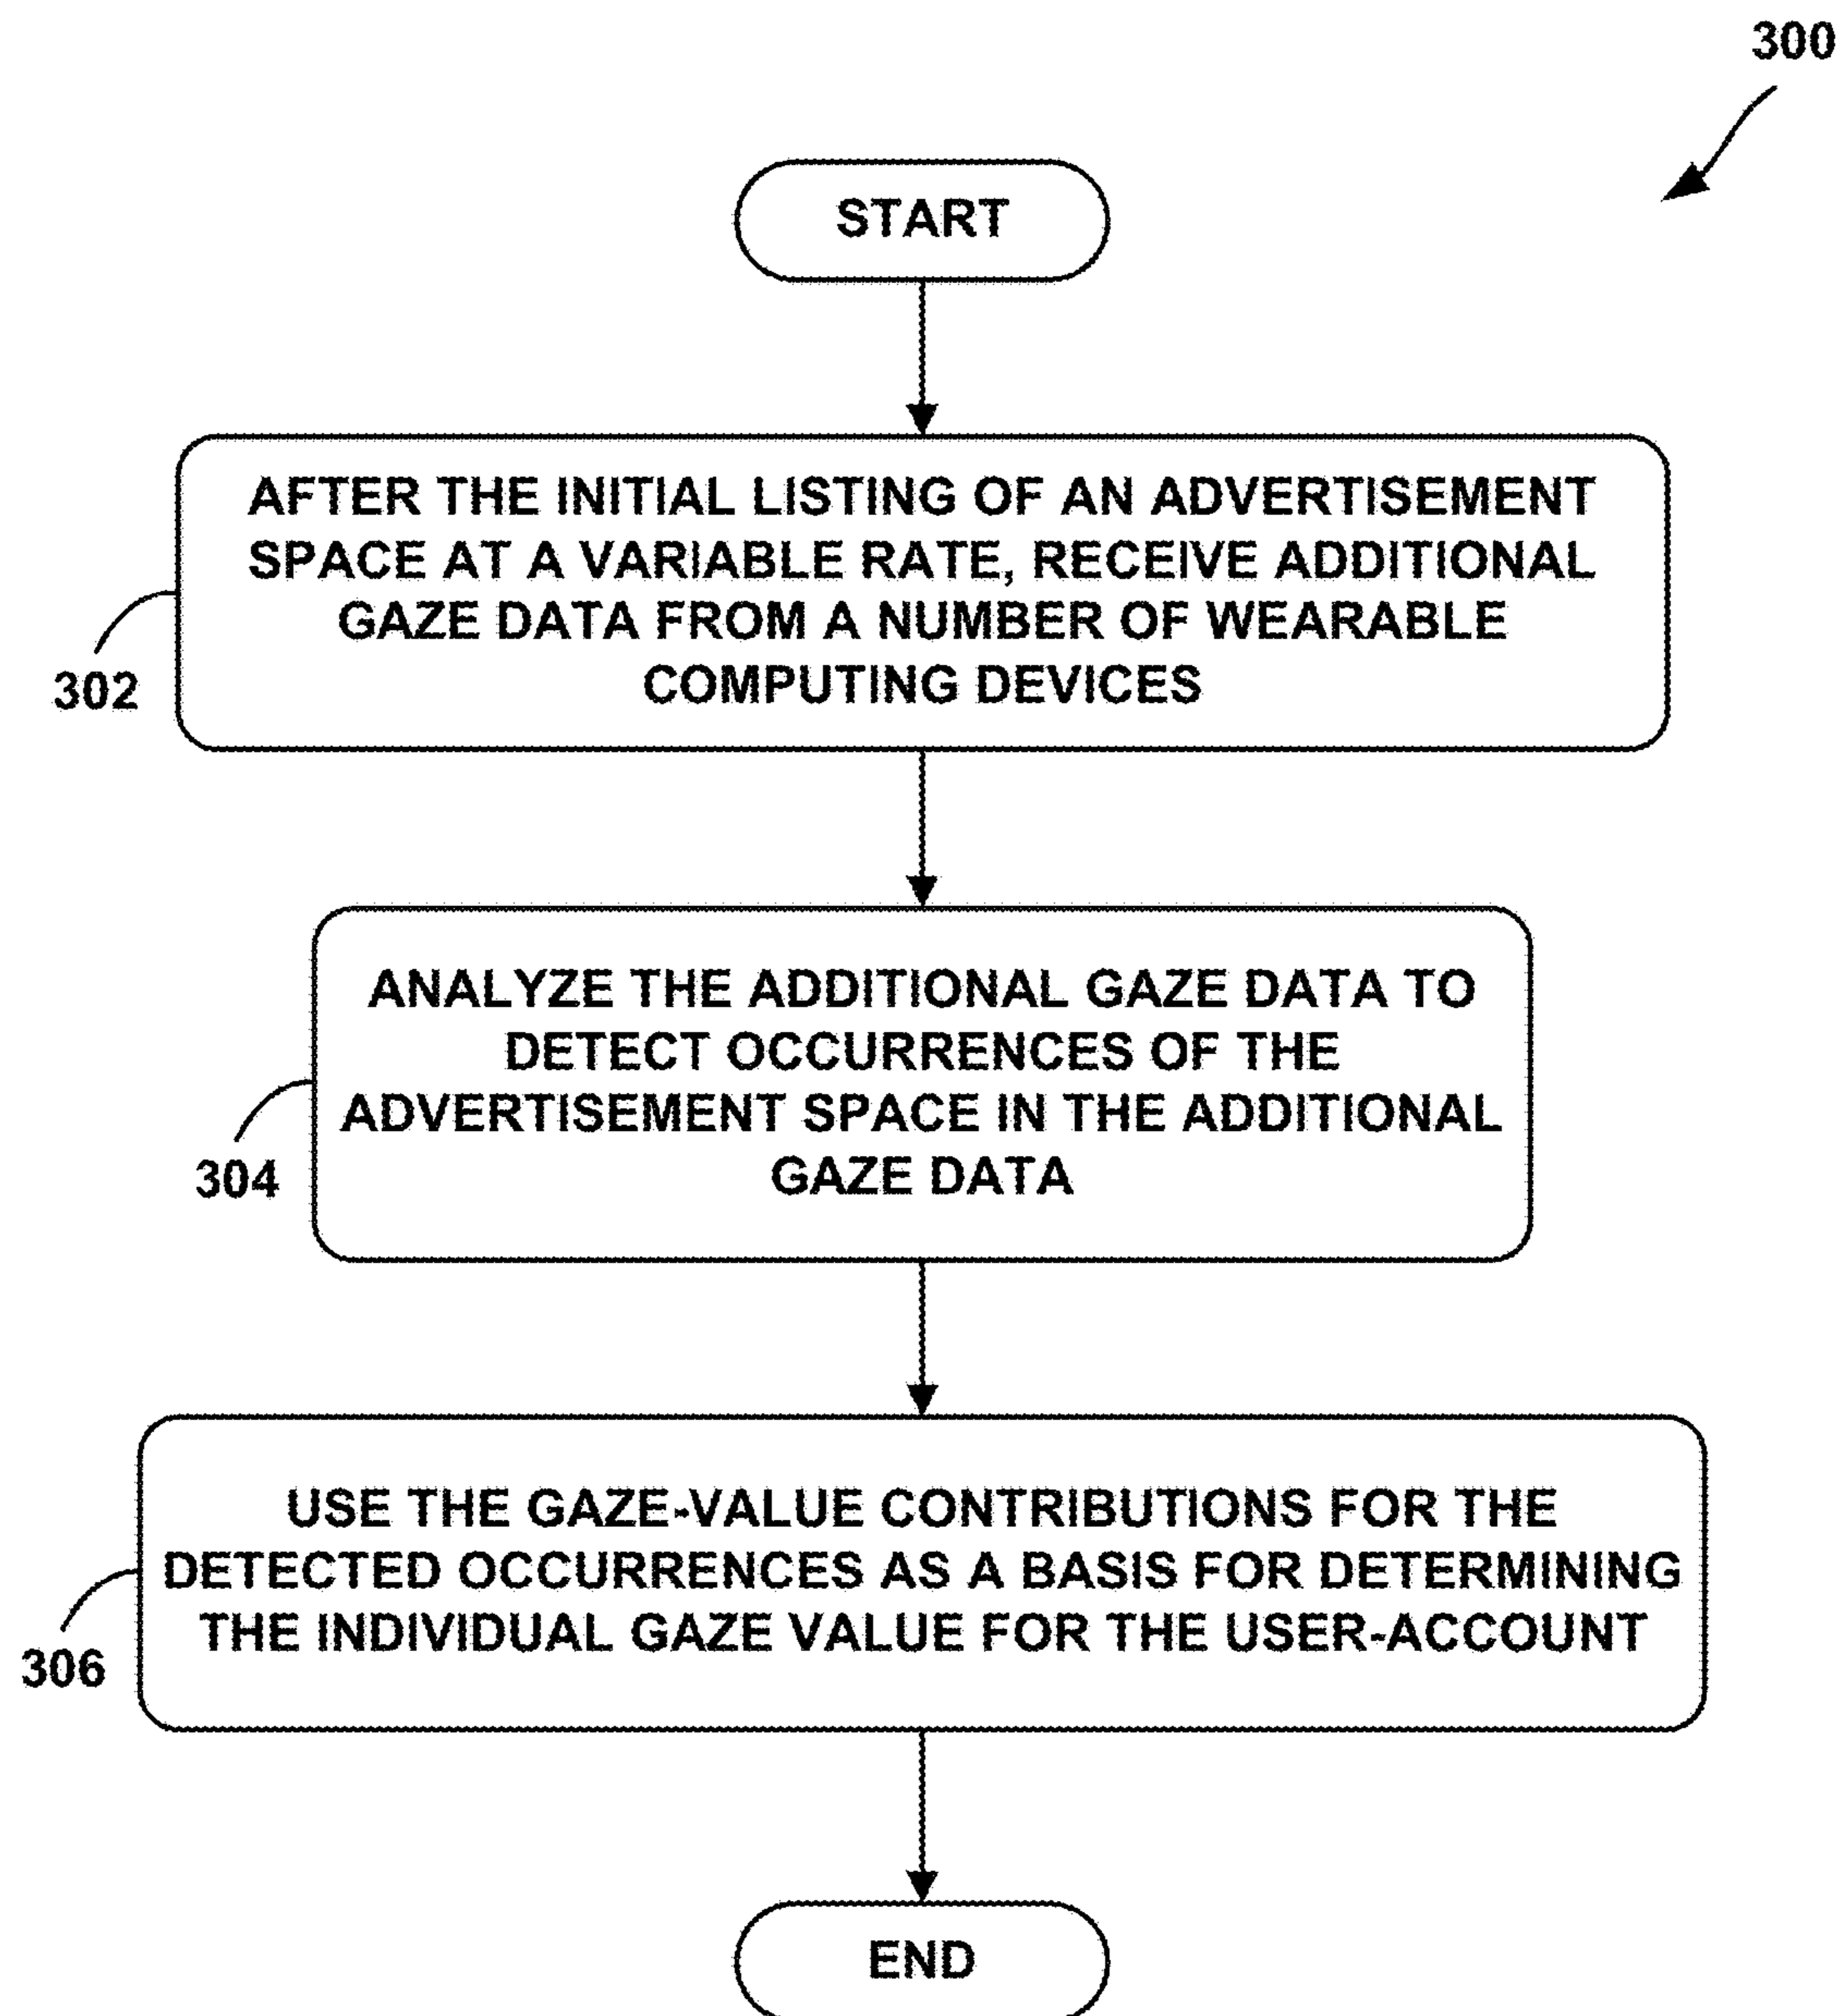 300
START
AFTER THE INITIAL LISTING OF AN ADVERTISEMENT
SPACE AT A VARIABLE RATE, RECEIVE ADDITIONAL
GAZE DATA FROM A NUMBER OF WEARABLE
COMPUTING DEVICES
302
ANALYZE THE ADDITIONAL GAZE DATA TO
DETECT OCCURRENCES OF THE
ADVERTISEMENT SPACE IN THE ADDITIONAL
GAZE DATA
304
USE THE GAZE-VALUE CONTRIBUTIONS FOR THE
DETECTED OCCURRENCES AS A BASIS FOR DETERMINING
THE INDIVIDUAL GAZE VALUE FOR THE USER-ACCOUNT
306
END